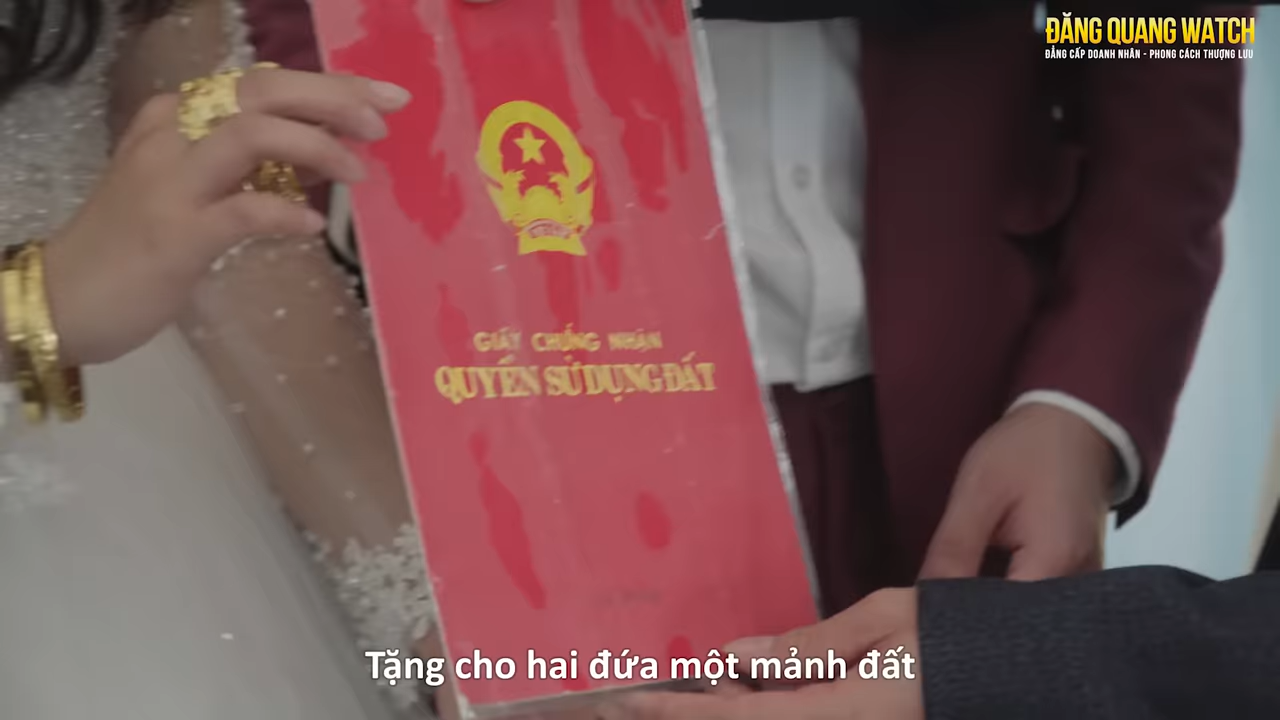 ĐĂNG QUANG WATCH
ĐẲNG CẤP DOANH NHÂN - PHONG CÁCH THƯỢNG LƯU
GIẤY CHỨNG NHẬN
QUYỀN SỬ DỤNG ĐẤT
Tặng cho hai đứa một mảnh đất